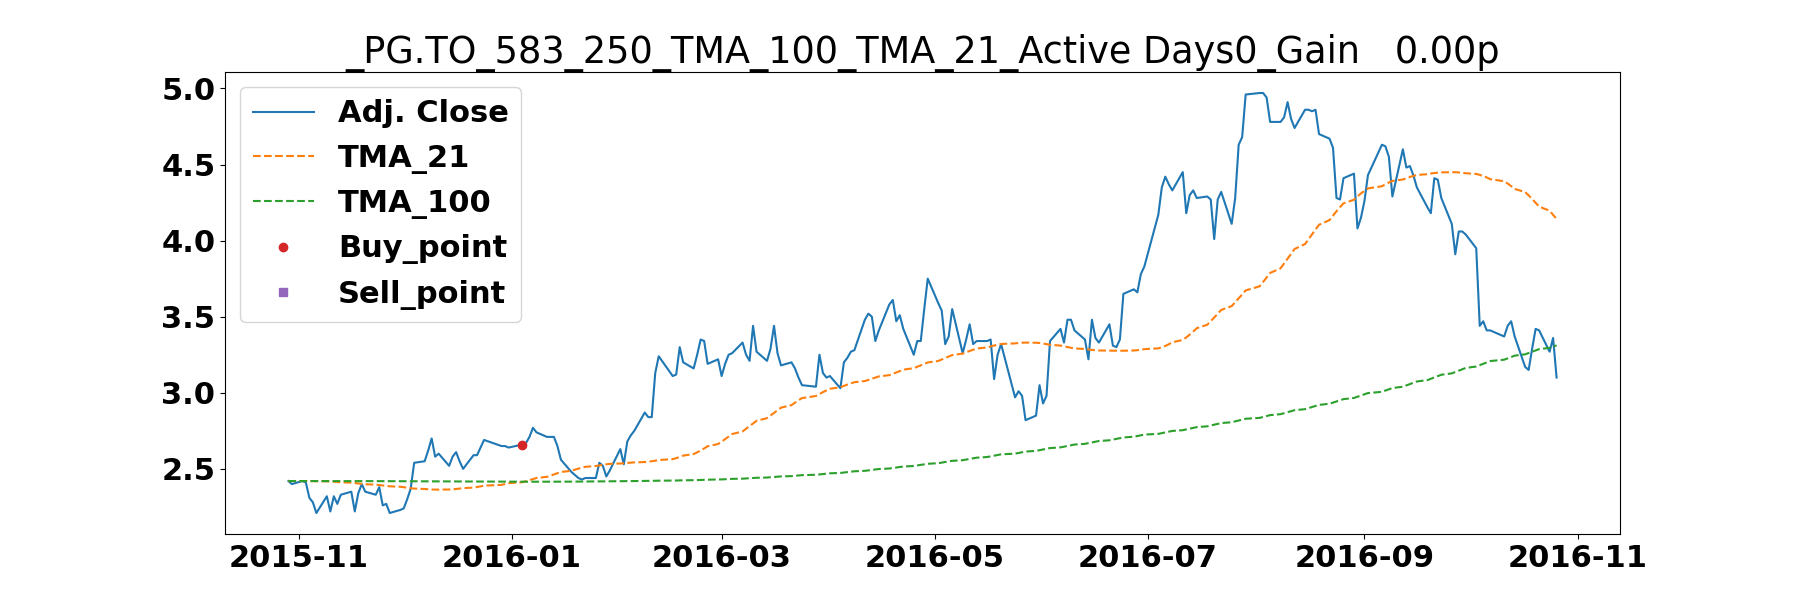 _PG.TO_583_250_TMA_100_TMA_21_Active Days0_Gain   0.00p
5.0
4.5
4.0
3.5
3.0
2.5
Adj. Close
TMA_21
TMA_100
Buy_point
Sell_point
2015-11
2016-01
2016-03
2016-05
2016-07
2016-09
2016-11